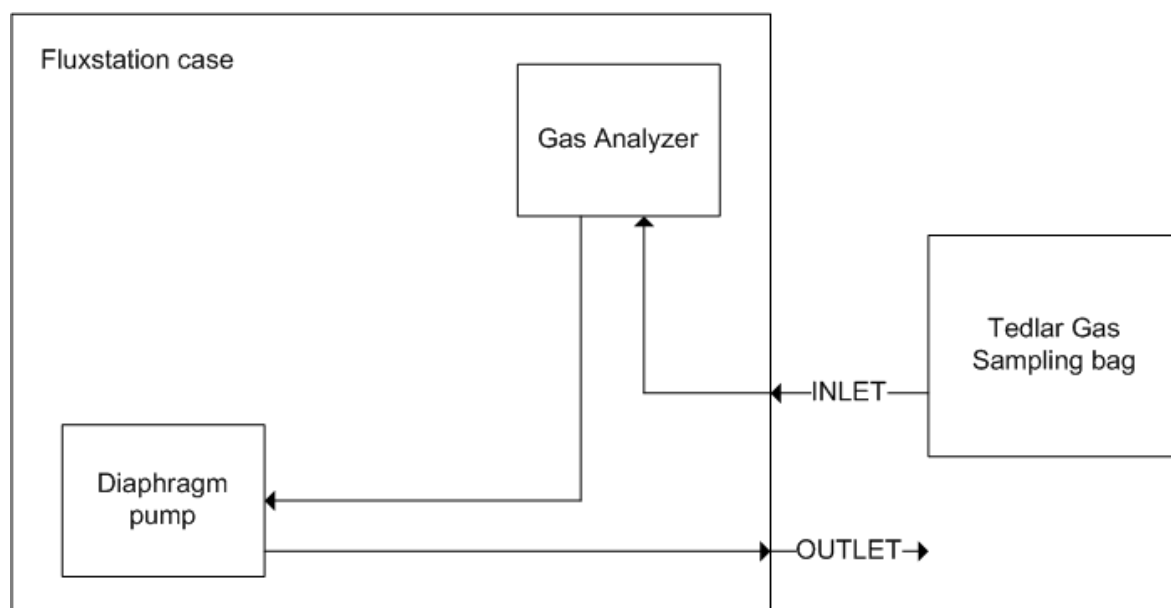 Fluxstation case
Gas Analyzer
Tedlar Gas
Sampling bag
INLET
Diaphragm
pump
OUTLET